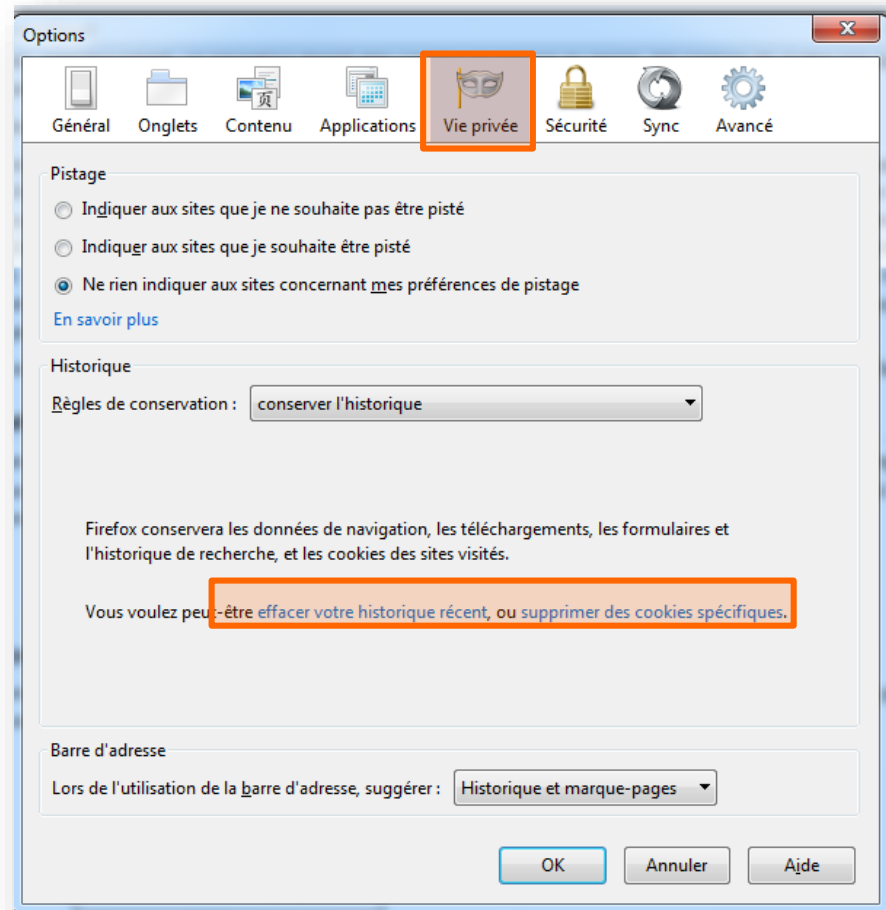 Options
Général Onglets Contenu Applications Vie privée Sécurité Sync Avancé
Pistage
Indiquer aux sites que je ne souhaite pas être pisté
Indiquer aux sites que je souhaite être pisté
Ne rien indiquer aux sites concernant mes préférences de pistage
En savoir plus
Historique
Règles de conservation : conserver l'historique
Firefox conservera les données de navigation, les téléchargements, les formulaires et
l'historique de recherche, et les cookies des sites visités.
Vous voulez peut-être effacer votre historique récent, ou supprimer des cookies spécifiques.
Barre d'adresse
Lors de l'utilisation de la barre d'adresse, suggérer : Historique et marque-pages
OK Annuler Aide